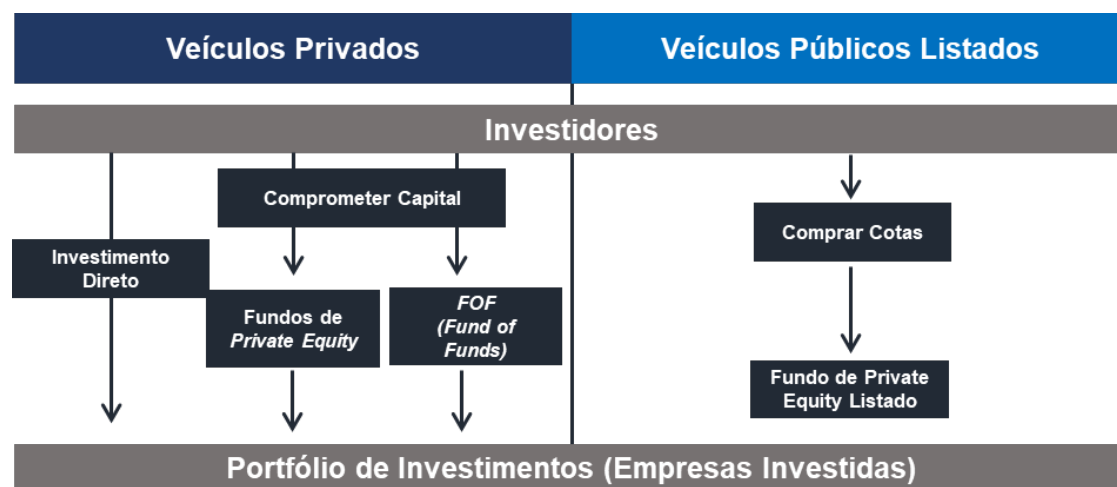 Veículos Privados
Veículos Públicos Listados
Investidores
Comprometer Capital
Comprar Cotas
Investimento
Direto
Fundos de
Private Equity
FOF
(Fund of
Funds)
Fundo de Private
Equity Listado
Portfólio de Investimentos (Empresas Investidas)